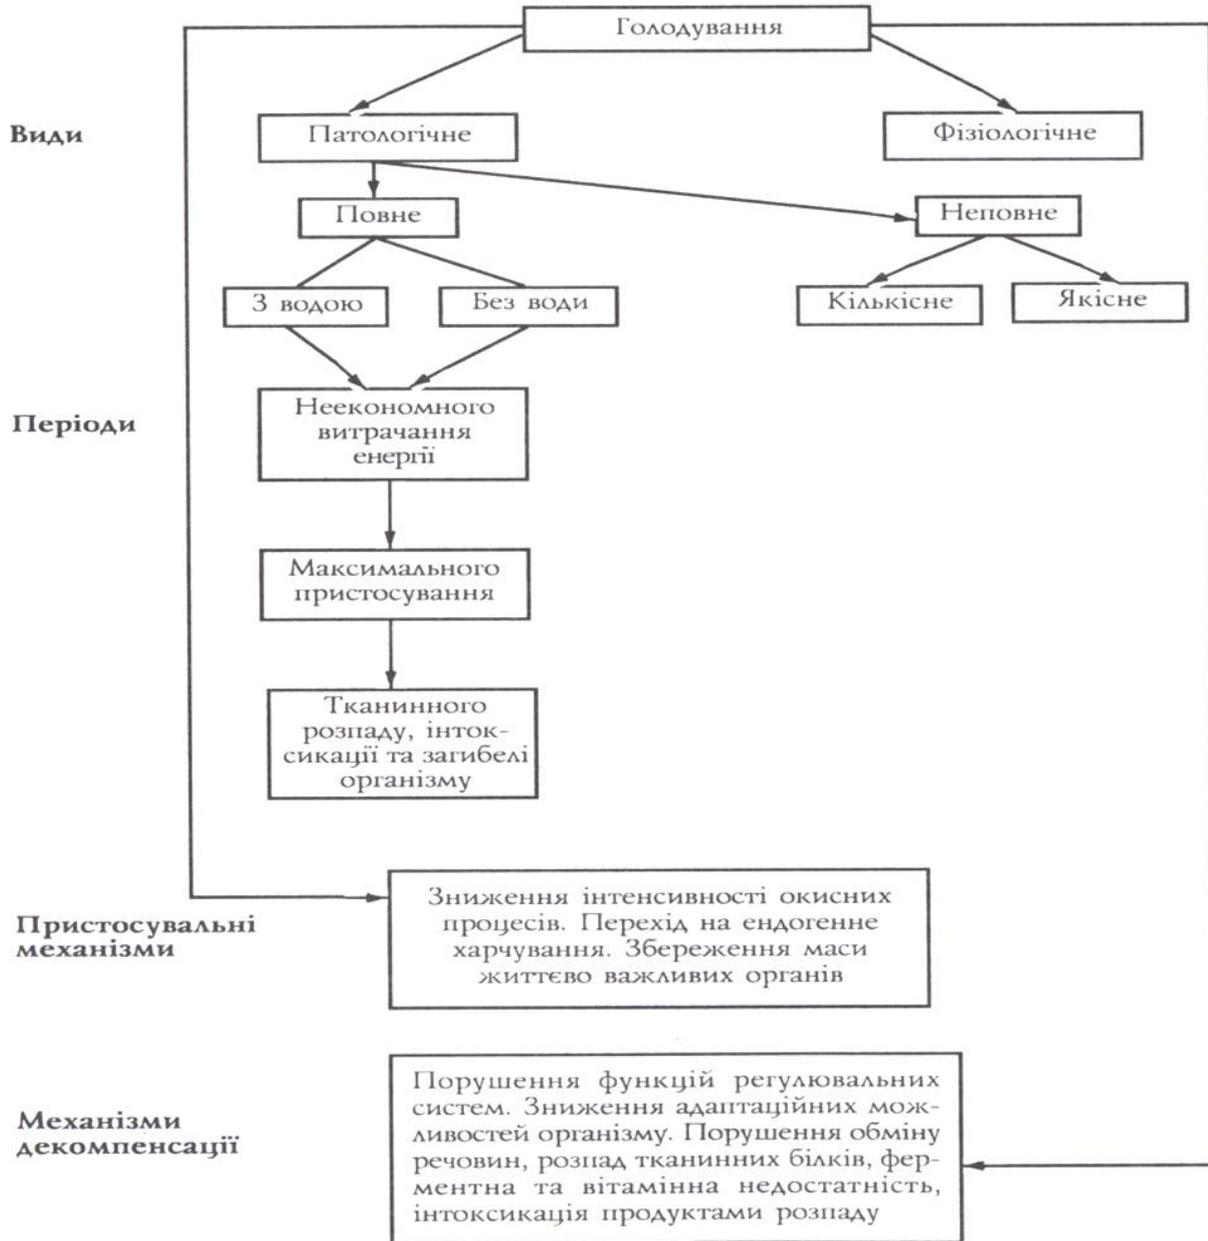 Голодування
Види
Патологічне
Фізіологічне
Повне
Неповне
З водою
Без води
Кількісне
Якісне
Періоди
Неекономного
витрачання
енергії
Максимального
пристосування
Тканинного
розпаду, інток-
сикації та загибелі
організму
Пристосувальні
механізми
Зниження інтенсивності окисних
процесів. Перехід на ендогенне
харчування. Збереження маси
життєво важливих органів
Механізми
декомпенсації
Порушення функцій регулювальних
систем. Зниження адаптаційних мож-
ливостей організму. Порушення обміну
речовин, розпад тканинних білків, фер-
ментна та вітамінна недостатність,
інтоксикація продуктами розпаду